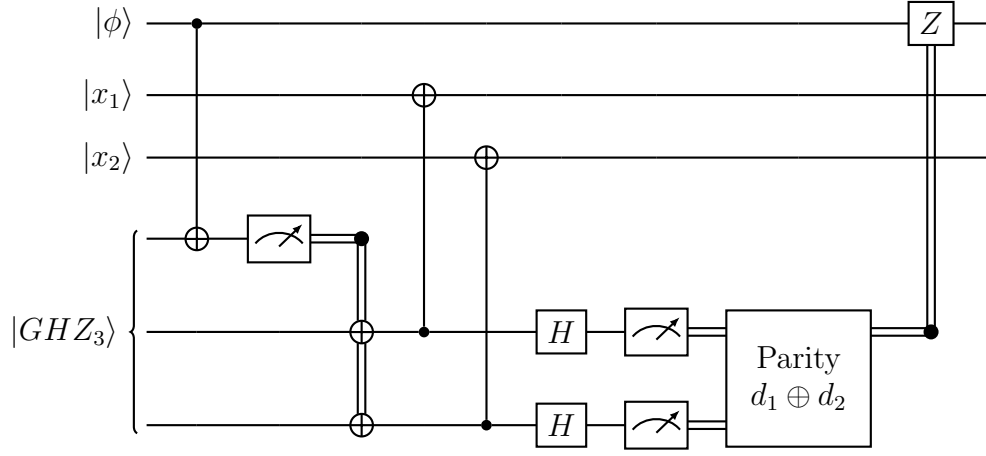 |ϕ⟩
Z
|x₁⟩
|x₂⟩
|GHZ₃⟩
H
Parity
d₁ ⊕ d₂
H